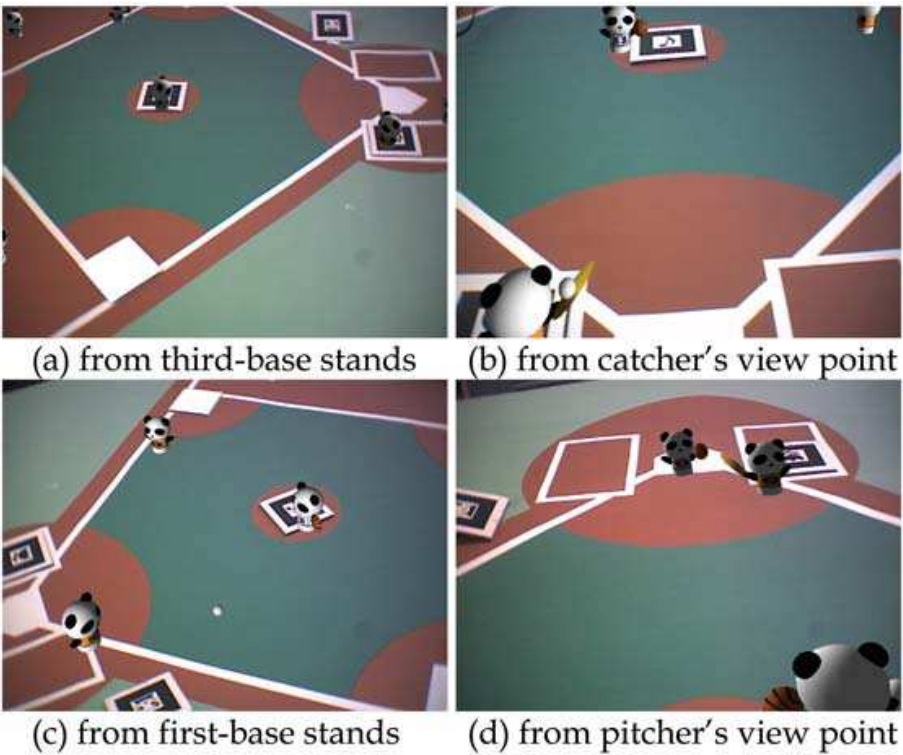 (a) from third-base stands
(b) from catcher's view point
(c) from first-base stands
(d) from pitcher's view point